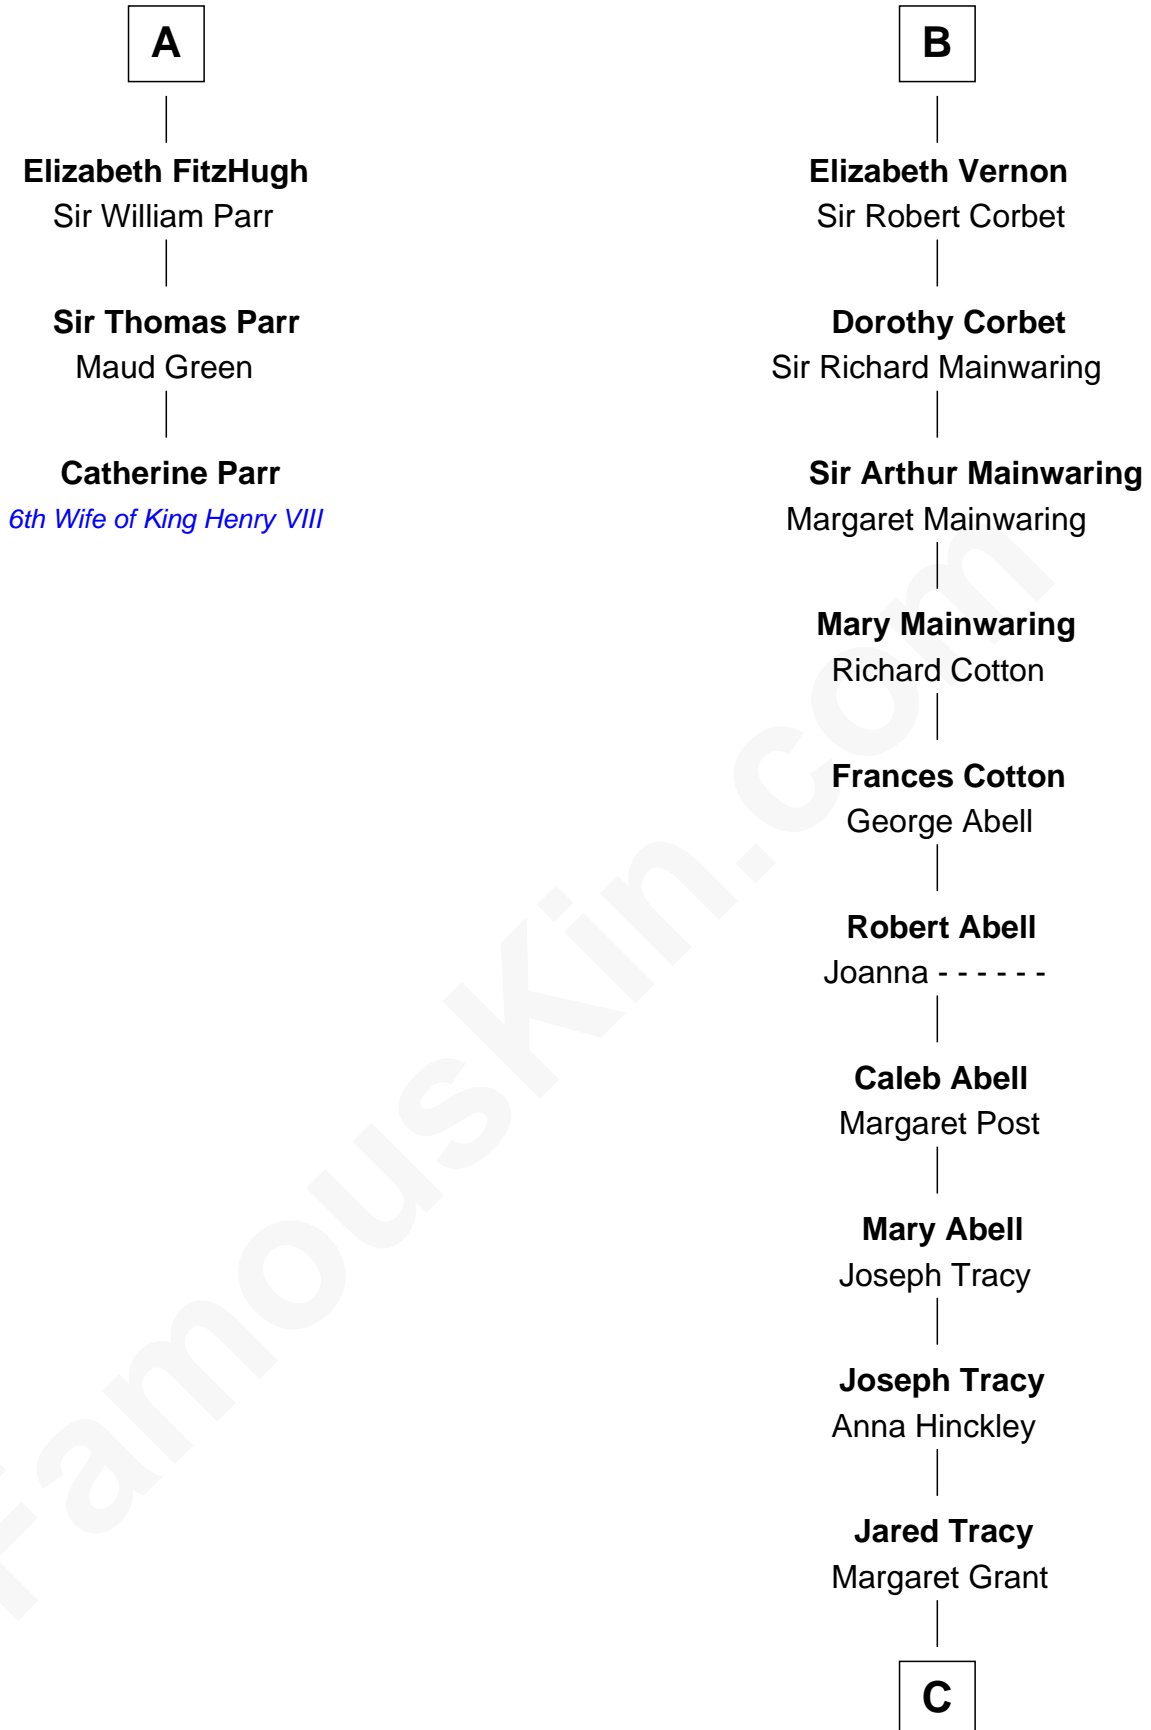 A
Elizabeth FitzHugh
Sir William Parr
Sir Thomas Parr
Maud Green
Catherine Parr
6th Wife of King Henry VIII
B
Elizabeth Vernon
Sir Robert Corbet
Dorothy Corbet
Sir Richard Mainwaring
Sir Arthur Mainwaring
Margaret Mainwaring
Mary Mainwaring
Richard Cotton
Frances Cotton
George Abell
Robert Abell
Joanna - - - - - -
Caleb Abell
Margaret Post
Mary Abell
Joseph Tracy
Joseph Tracy
Anna Hinckley
Jared Tracy
Margaret Grant
C
FamousKin.com